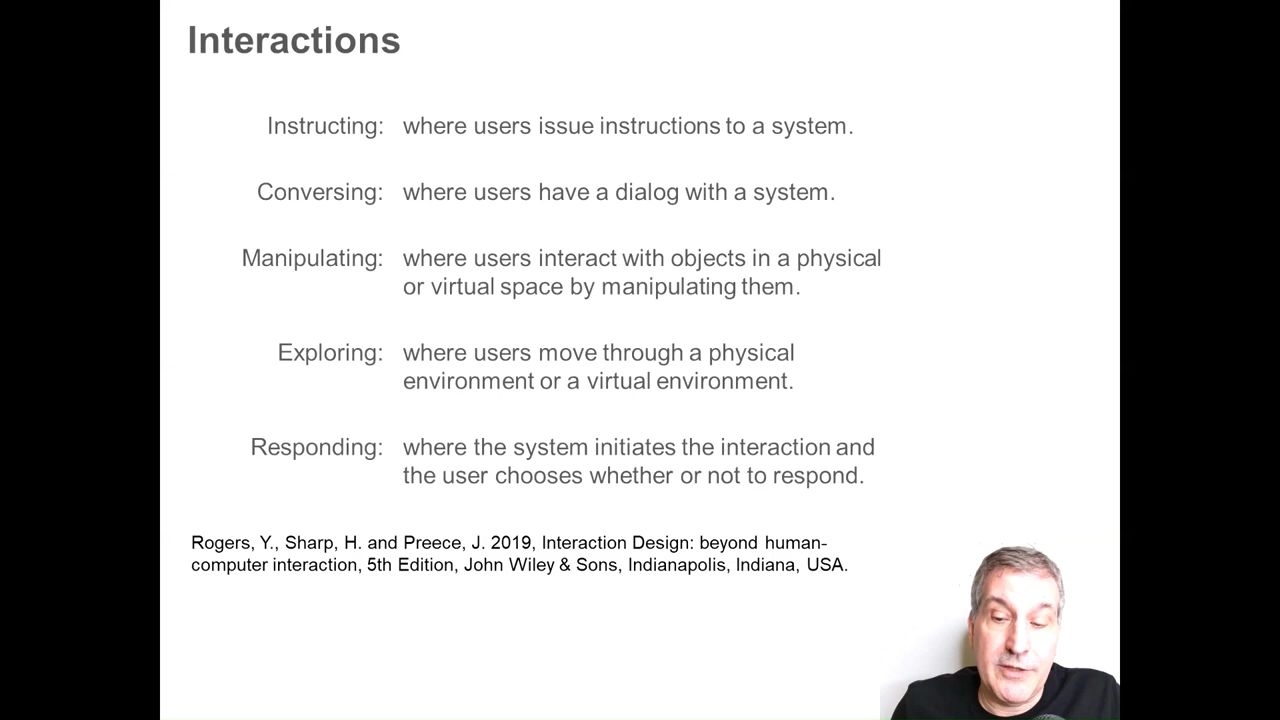 Interactions
Instructing: where users issue instructions to a system.
Conversing: where users have a dialog with a system.
Manipulating: where users interact with objects in a physical
or virtual space by manipulating them.
Exploring: where users move through a physical
environment or a virtual environment.
Responding: where the system initiates the interaction and
the user chooses whether or not to respond.
Rogers, Y., Sharp, H. and Preece, J. 2019, Interaction Design: beyond human-
computer interaction, 5th Edition, John Wiley & Sons, Indianapolis, Indiana, USA.